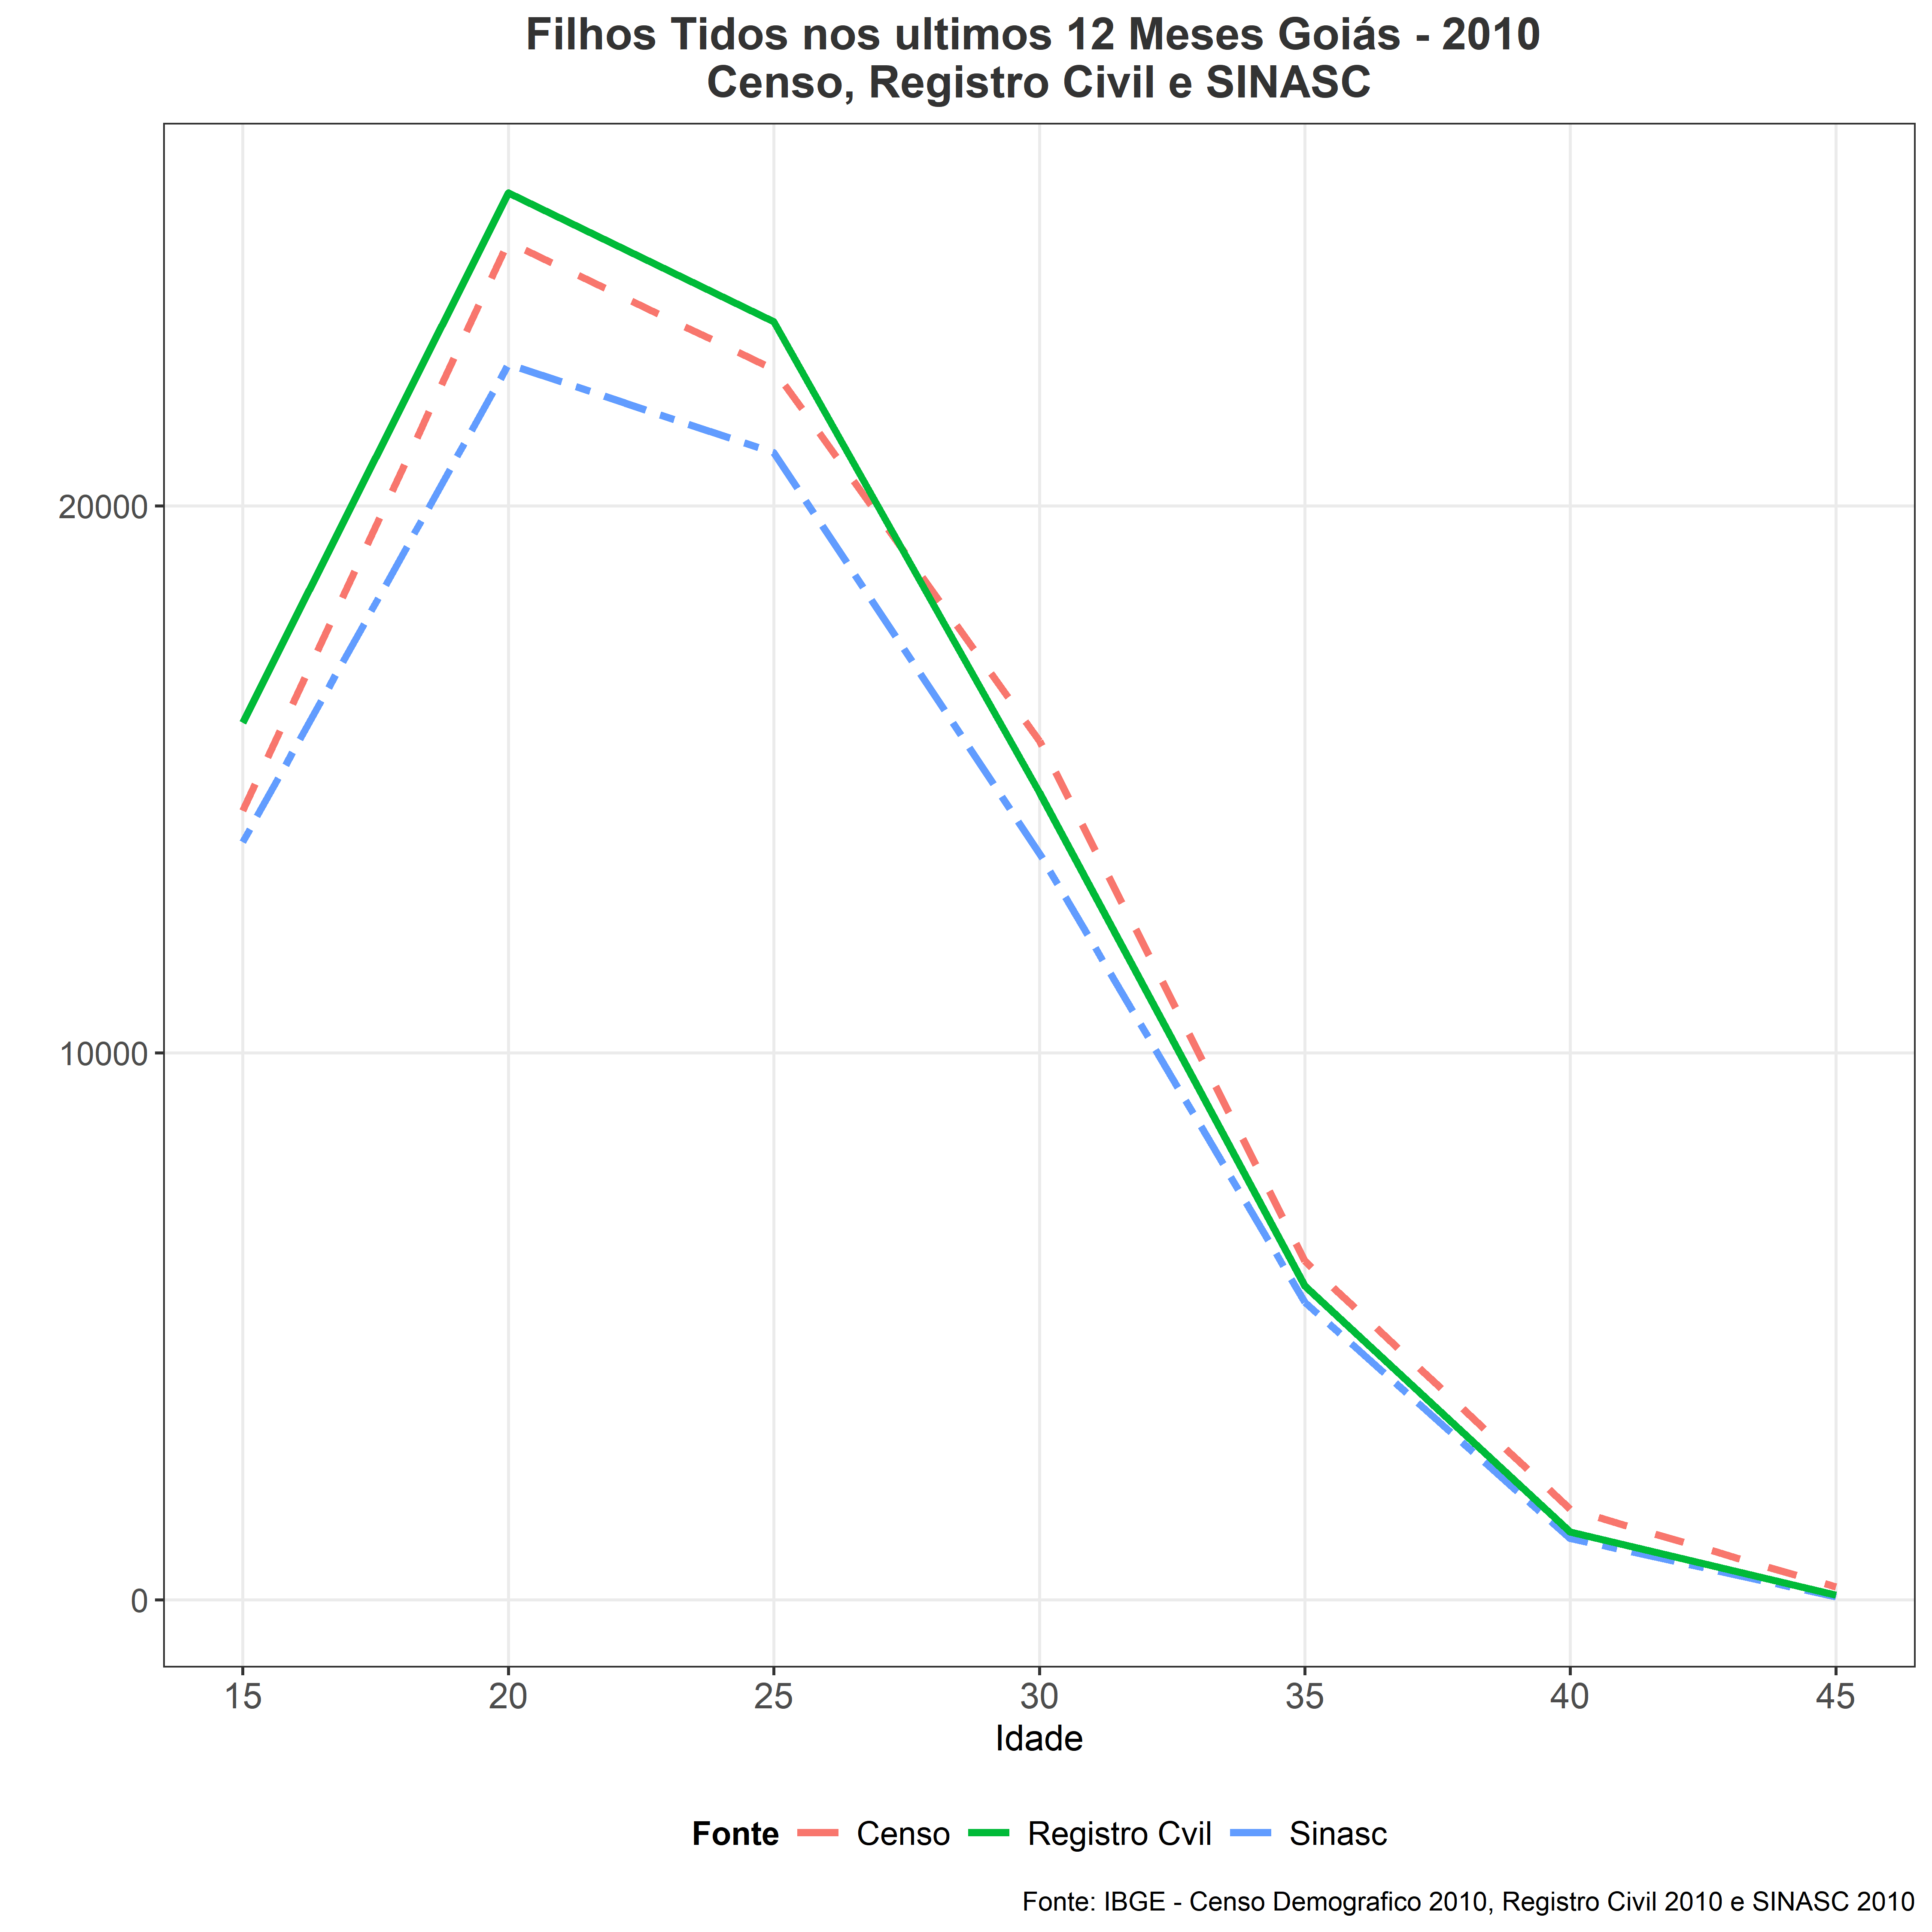 Filhos Tidos nos ultimos 12 Meses Goiás - 2010
Censo, Registro Civil e SINASC
20000
10000
0
15 20 25 30 35 40 45
Idade
Fonte Censo Registro Cvil Sinasc
Fonte: IBGE - Censo Demografico 2010, Registro Civil 2010 e SINASC 2010